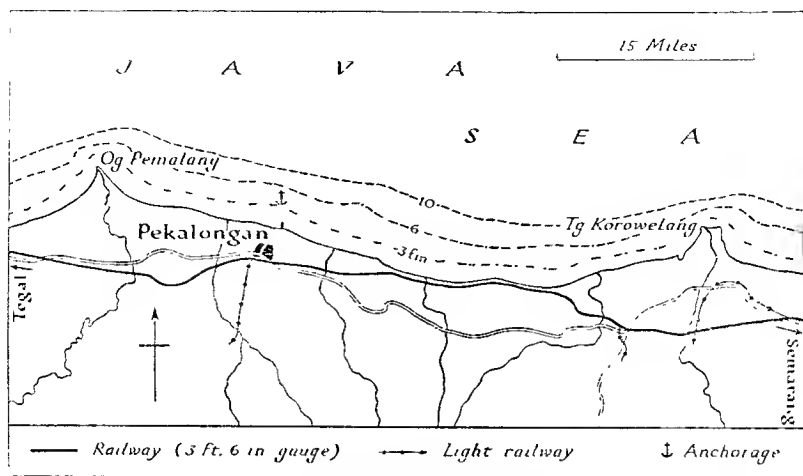 15 Miles
J A V A
S E A
Og Pemalang
10
6
3 fm
Tg Korowelang
Pekalongan
Tegal
Semarang
Railway (3 ft. 6 in gauge)
Light railway
Anchorage